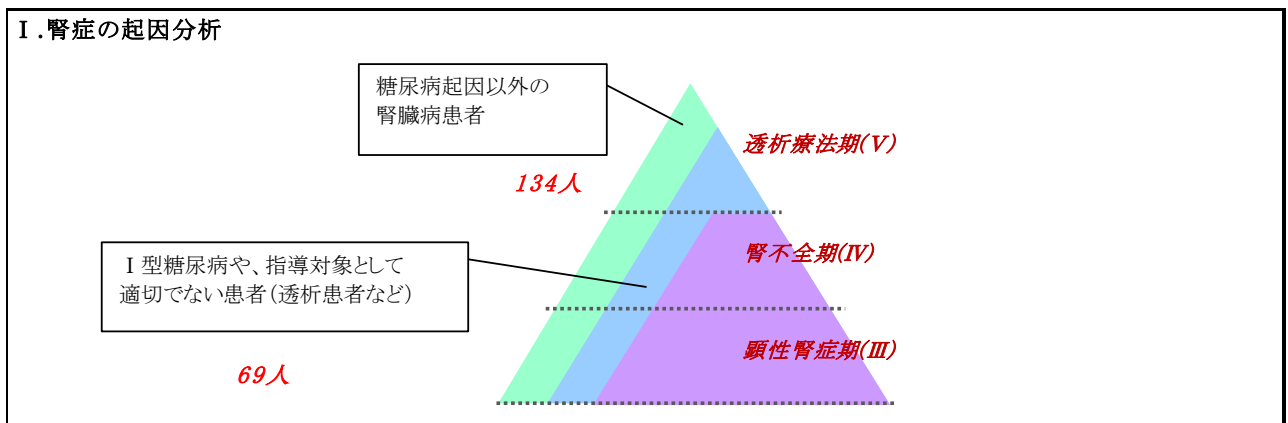 Ⅰ.腎症の起因分析
糖尿病起因以外の
腎臓病患者
透析療法期(Ⅴ)
134人
Ⅰ型糖尿病や、指導対象として
適切でない患者(透析患者など)
腎不全期(Ⅳ)
顕性腎症期(Ⅲ)
69人